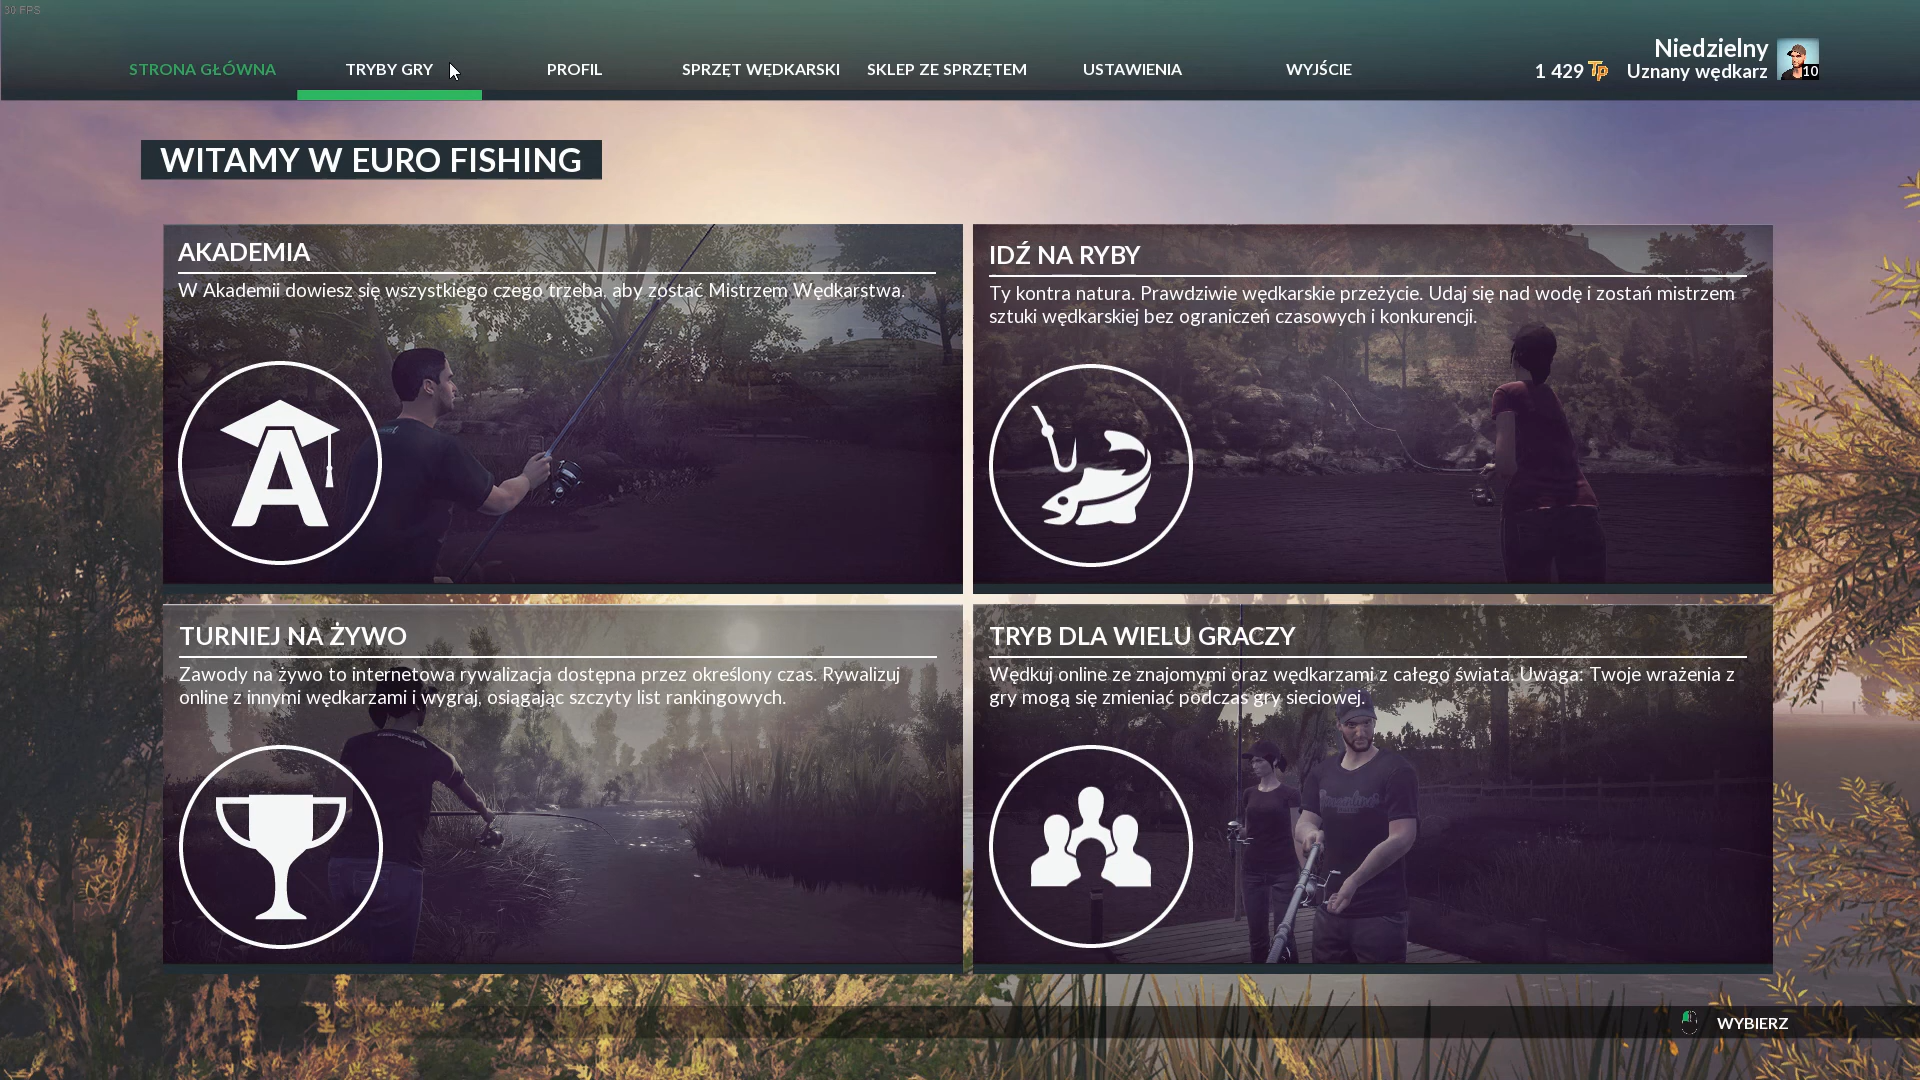 30 FPS
STRONA GŁÓWNA
TRYBY GRY
PROFIL
SPRZĘT WĘDKARSKI
SKLEP ZE SPRZĘTEM
USTAWIENIA
WYJŚCIE
Niedzielny
1 429 Tp
Uznany wędkarz
10
WITAMY W EURO FISHING
AKADEMIA
W Akademii dowiesz się wszystkiego czego trzeba, aby zostać Mistrzem Wędkarstwa.
IDŹ NA RYBY
Ty kontra natura. Prawdziwie wędkarskie przeżycie. Udaj się nad wodę i zostań mistrzem
sztuki wędkarskiej bez ograniczeń czasowych i konkurencji.
TURNIEJ NA ŻYWO
Zawody na żywo to internetowa rywalizacja dostępna przez określony czas. Rywalizuj
online z innymi wędkarzami i wygraj, osiągając szczyty list rankingowych.
TRYB DLA WIELU GRACZY
Wędkuj online ze znajomymi oraz wędkarzami z całego świata. Uwaga: Twoje wrażenia z
gry mogą się zmieniać podczas gry sieciowej.
WYBIERZ